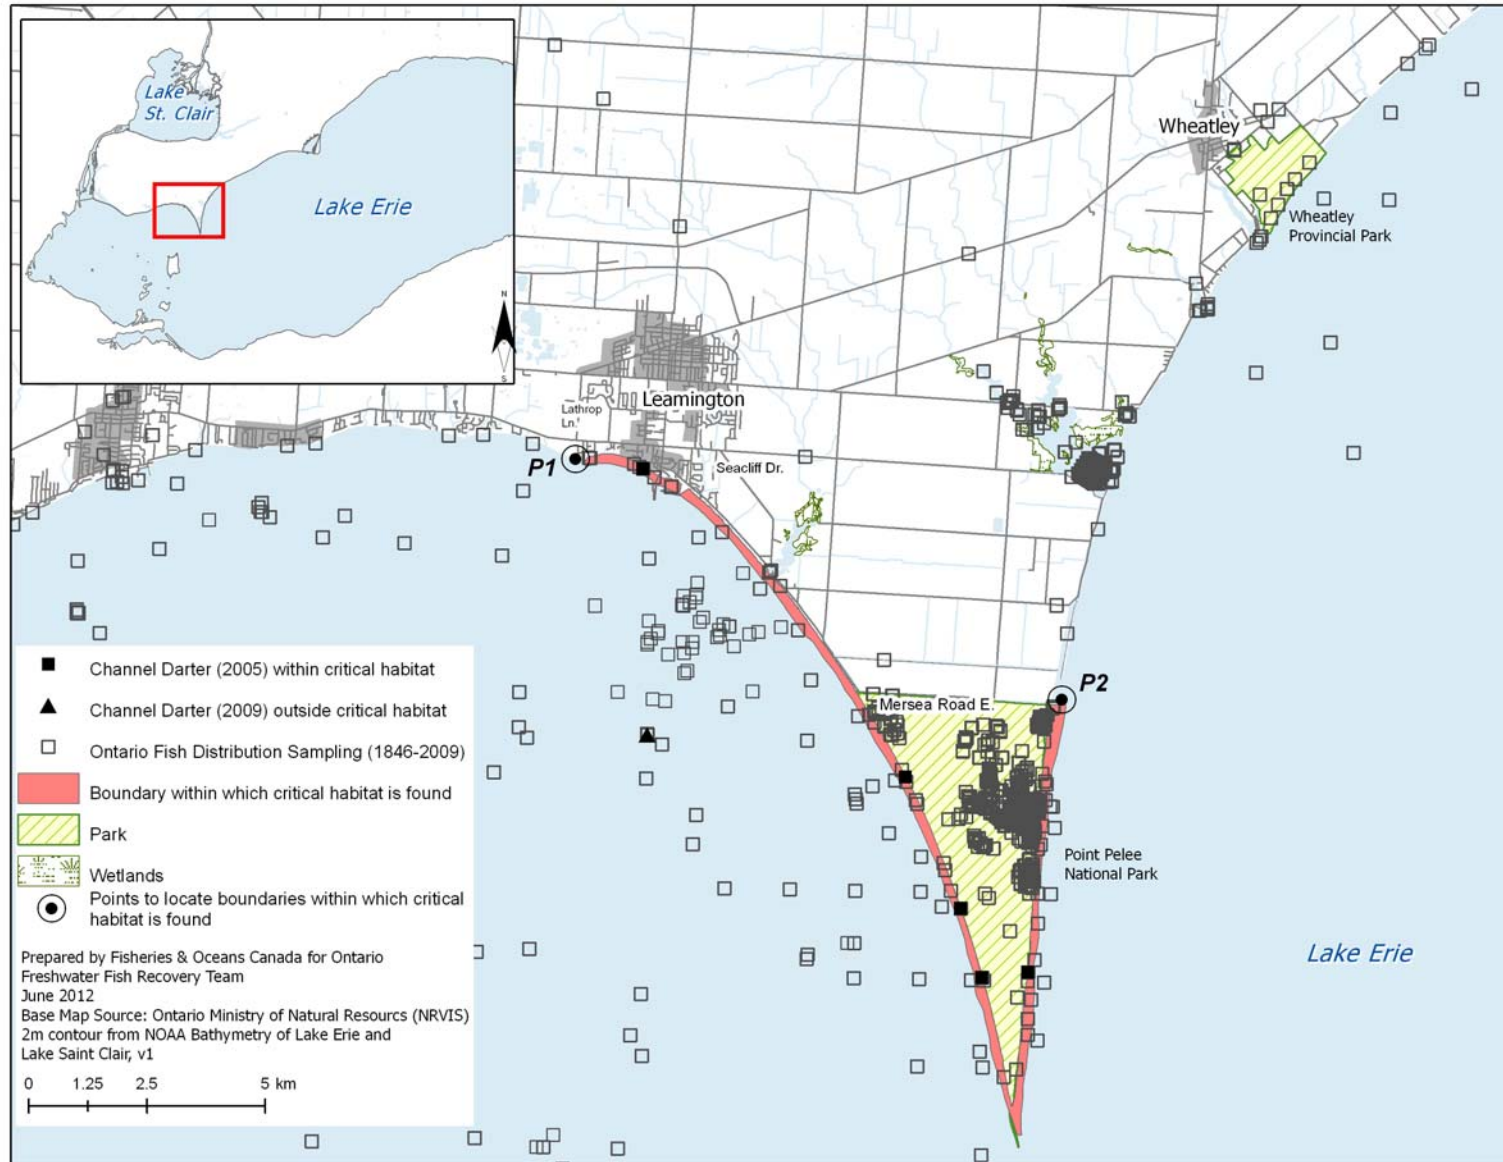 Lake
St. Clair
Lake Erie
N
S
Wheatley
Wheatley
Provincial Park
Leamington
Lathrop
Ln.
Seacliff Dr.
P1
P2
Mersea Road E.
Point Pelee
National Park
Lake Erie
Channel Darter (2005) within critical habitat
Channel Darter (2009) outside critical habitat
Ontario Fish Distribution Sampling (1846-2009)
Boundary within which critical habitat is found
Park
Wetlands
Points to locate boundaries within which critical
habitat is found
Prepared by Fisheries & Oceans Canada for Ontario
Freshwater Fish Recovery Team
June 2012
Base Map Source: Ontario Ministry of Natural Resourcs (NRVIS)
2m contour from NOAA Bathymetry of Lake Erie and
Lake Saint Clair, v1
0 1.25 2.5 5 km